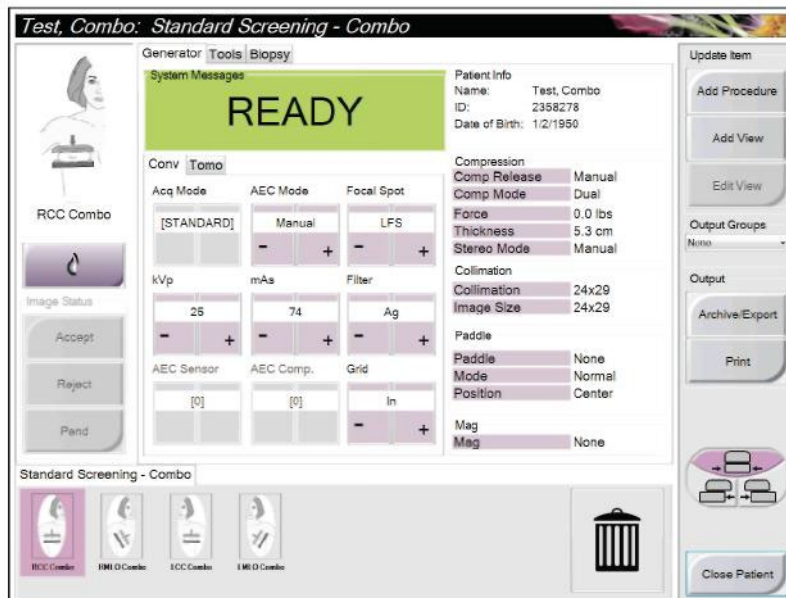 Test, Combo: Standard Screening - Combo
Generator Tools Biopsy
System Messages
READY
Patient Info
Name: Test, Combo
ID: 2358278
Date of Birth: 1/2/1950
RCC Combo
Image Status
Accept
Reject
Pend
Conv Tomo
Acq Mode AEC Mode Focal Spot
[STANDARD] Manual LFS
- + - +
kVp mAs Filter
25 74 Ag
- + - + - +
AEC Sensor AEC Comp. Grid
[0] [0] In
- +
Compression
Comp Release Manual
Comp Mode Dual
Force 0.0 lbs
Thickness 5.3 cm
Stereo Mode Manual
Collimation
Collimation 24x29
Image Size 24x29
Paddle
Paddle None
Mode Normal
Position Center
Mag
Mag None
Update Item
Add Procedure
Add View
Edit View
Output Groups
None
Output
Archive/Export
Print
Close Patient
Standard Screening - Combo
RCC Combo RMLO Combo LCC Combo LMLO Combo